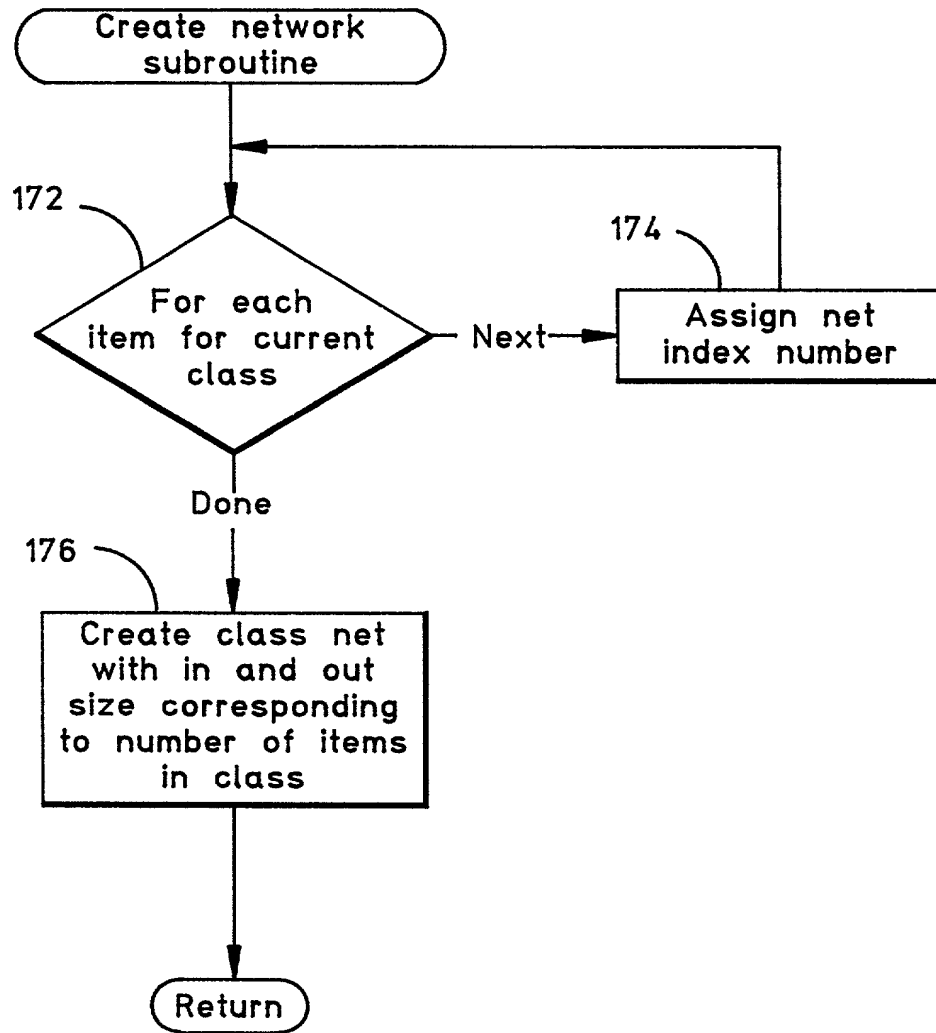 Create network
subroutine
172
For each
item for current
class
Next
174
Assign net
index number
Done
176
Create class net
with in and out
size corresponding
to number of items
in class
Return